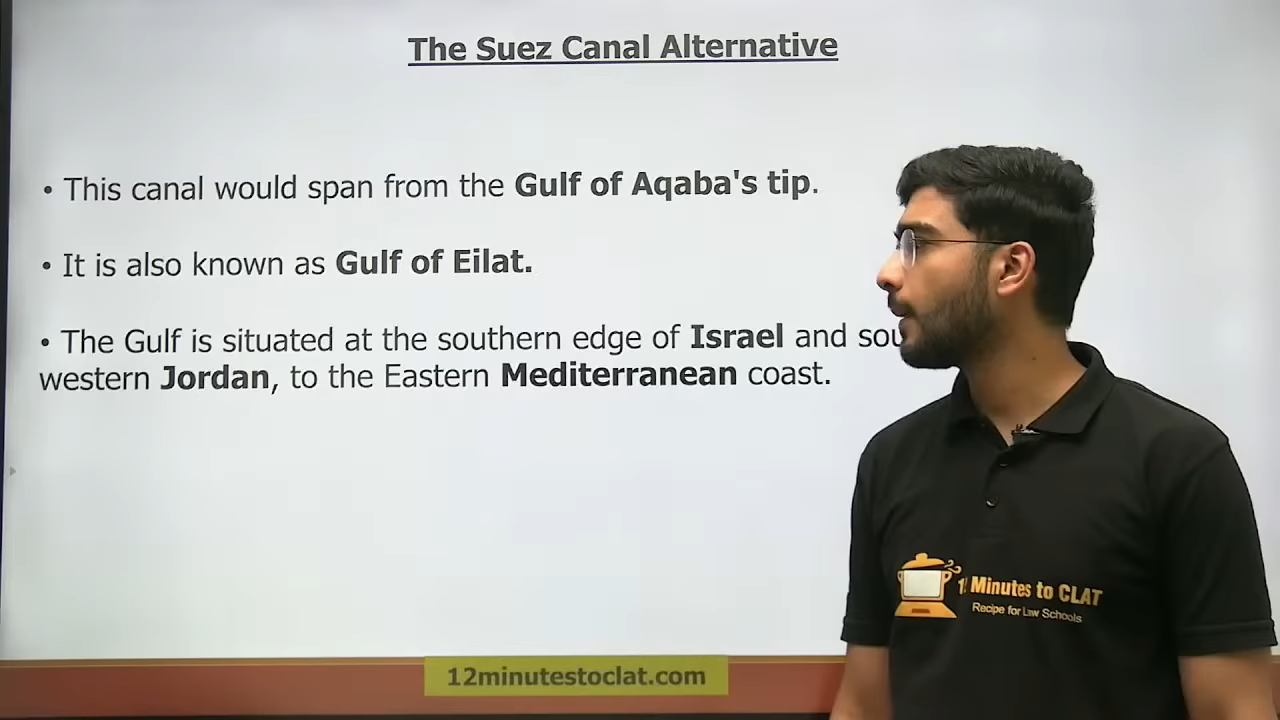 The Suez Canal Alternative
• This canal would span from the Gulf of Aqaba's tip.
• It is also known as Gulf of Eilat.
• The Gulf is situated at the southern edge of Israel and
western Jordan, to the Eastern Mediterranean coast.
Minutes to CLAT
Recipe for Law Schools
12minutestoclat.com